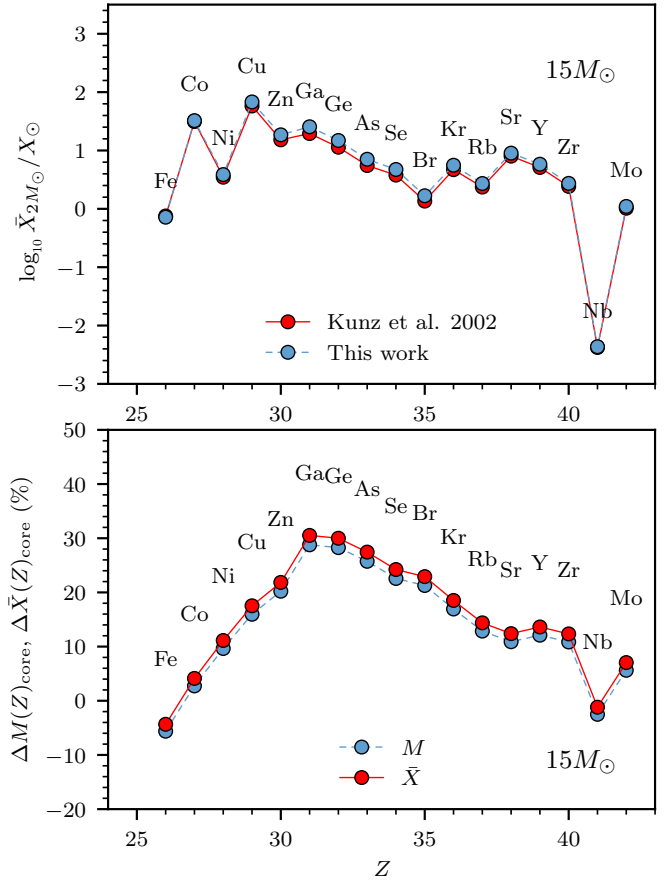 3
2
1
0
−1
−2
−3
log₁₀ X̄₂M⊙/X⊙
Fe
Co
Ni
Cu
Zn
Ga
Ge
As
Se
Br
Kr
Rb
Sr
Y
Zr
Nb
Mo
15M⊙
Kunz et al. 2002
This work
25 30 35 40
50
40
30
20
10
0
−10
−20
ΔM(Z)core, ΔX̄(Z)core (%)
Fe
Co
Ni
Cu
Zn
Ga
Ge
As
Se
Br
Kr
Rb
Sr
Y
Zr
Nb
Mo
M
X̄
15M⊙
25 30 35 40
Z